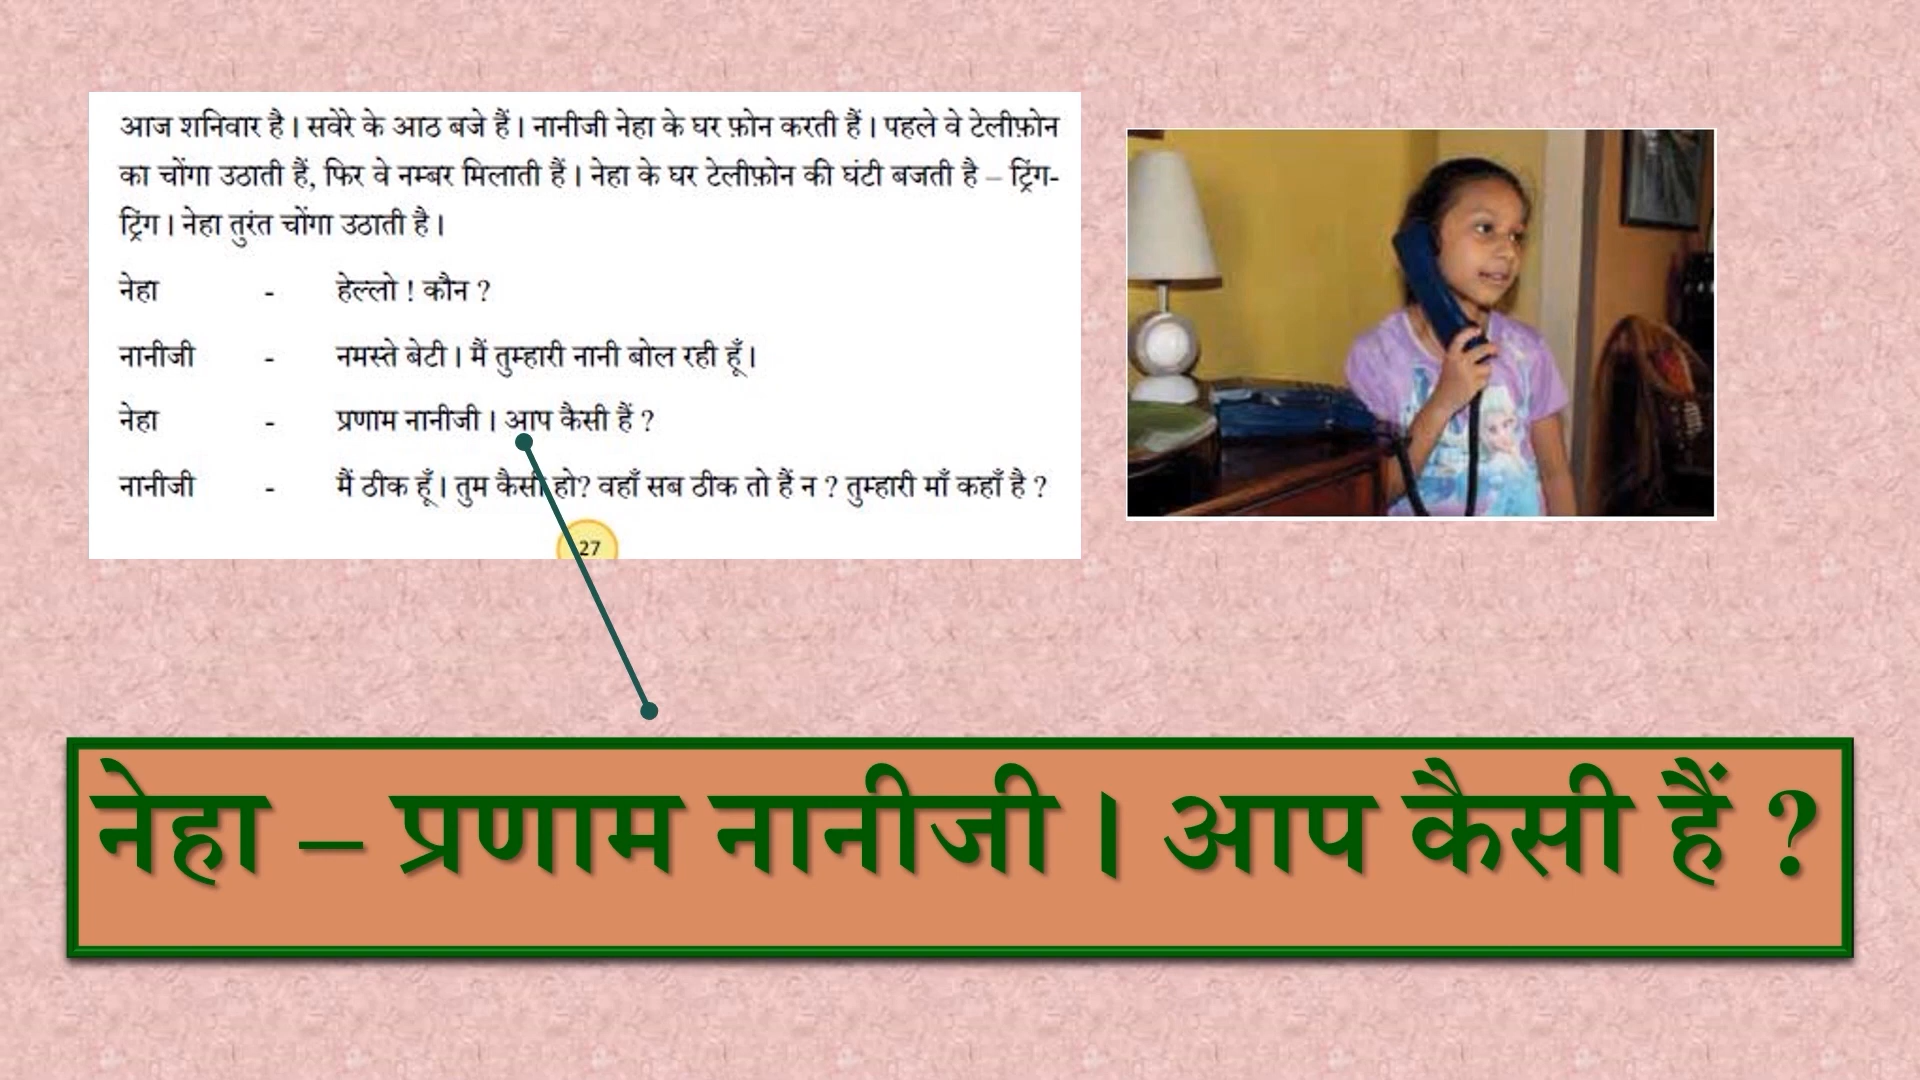 आज शनिवार है । सवेरे के आठ बजे हैं । नानीजी नेहा के घर फ़ोन करती हैं । पहले वे टेलीफ़ोन
का चोंगा उठाती हैं, फिर वे नम्बर मिलाती हैं । नेहा के घर टेलीफ़ोन की घंटी बजती है – ट्रिंग-
ट्रिंग । नेहा तुरंत चोंगा उठाती है ।
नेहा - हेल्लो ! कौन ?
नानीजी - नमस्ते बेटी । मैं तुम्हारी नानी बोल रही हूँ ।
नेहा - प्रणाम नानीजी । आप कैसी हैं ?
नानीजी - मैं ठीक हूँ । तुम कैसी हो? वहाँ सब ठीक तो हैं न ? तुम्हारी माँ कहाँ है ?
27
नेहा – प्रणाम नानीजी । आप कैसी हैं ?